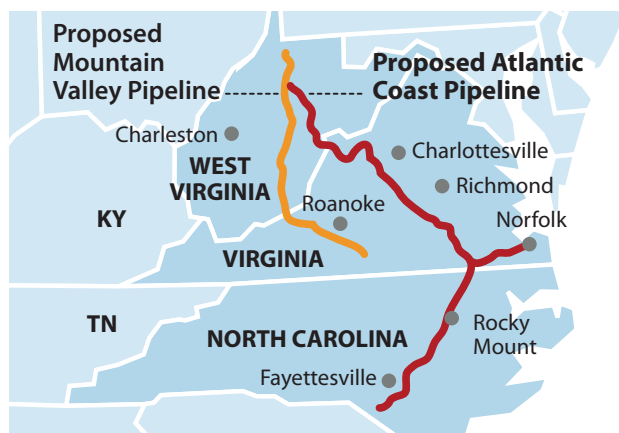 Proposed
Mountain
Valley Pipeline
Proposed Atlantic
Coast Pipeline
Charleston
Charlottesville
WEST
VIRGINIA
Richmond
Roanoke
Norfolk
KY
VIRGINIA
TN
NORTH CAROLINA
Rocky
Mount
Fayettesville